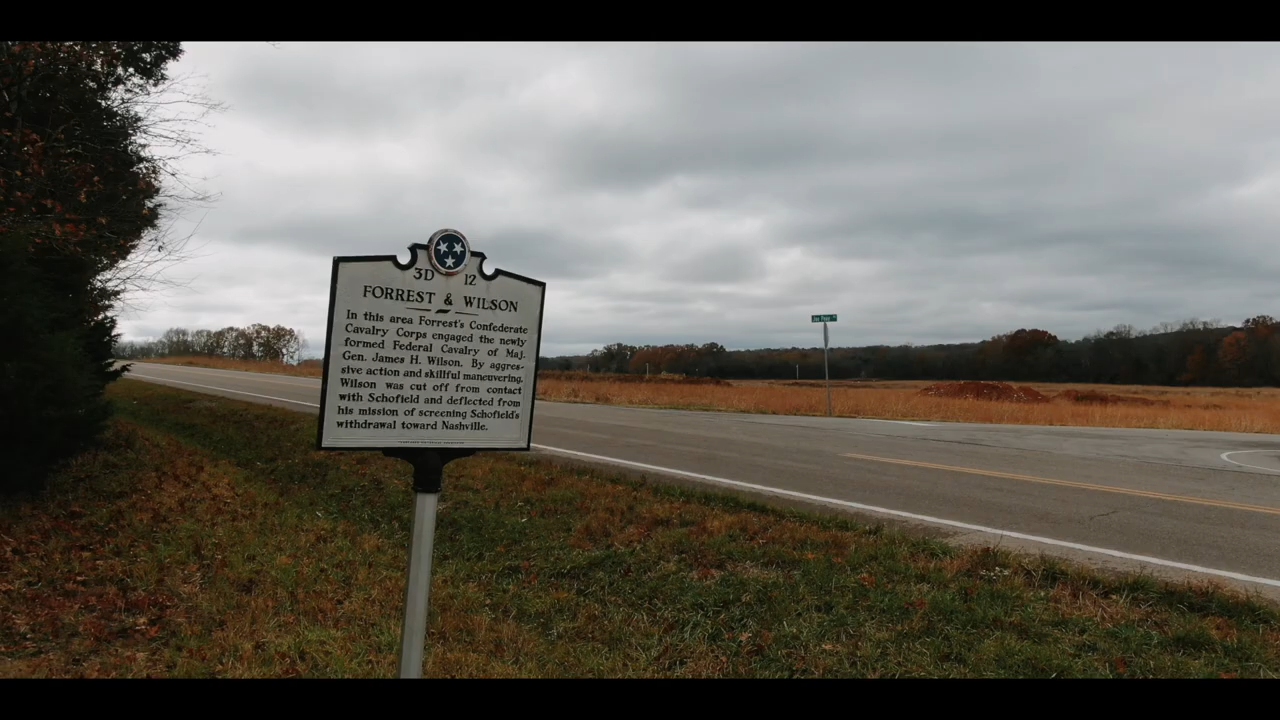 3D 12
FORREST & WILSON
In this area Forrest's Confederate
Cavalry Corps engaged the newly
formed Federal Cavalry of Maj.
Gen. James H. Wilson. By aggres-
sive action and skillful maneuvering,
Wilson was cut off from contact
with Schofield and deflected from
his mission of screening Schofield's
withdrawal toward Nashville.